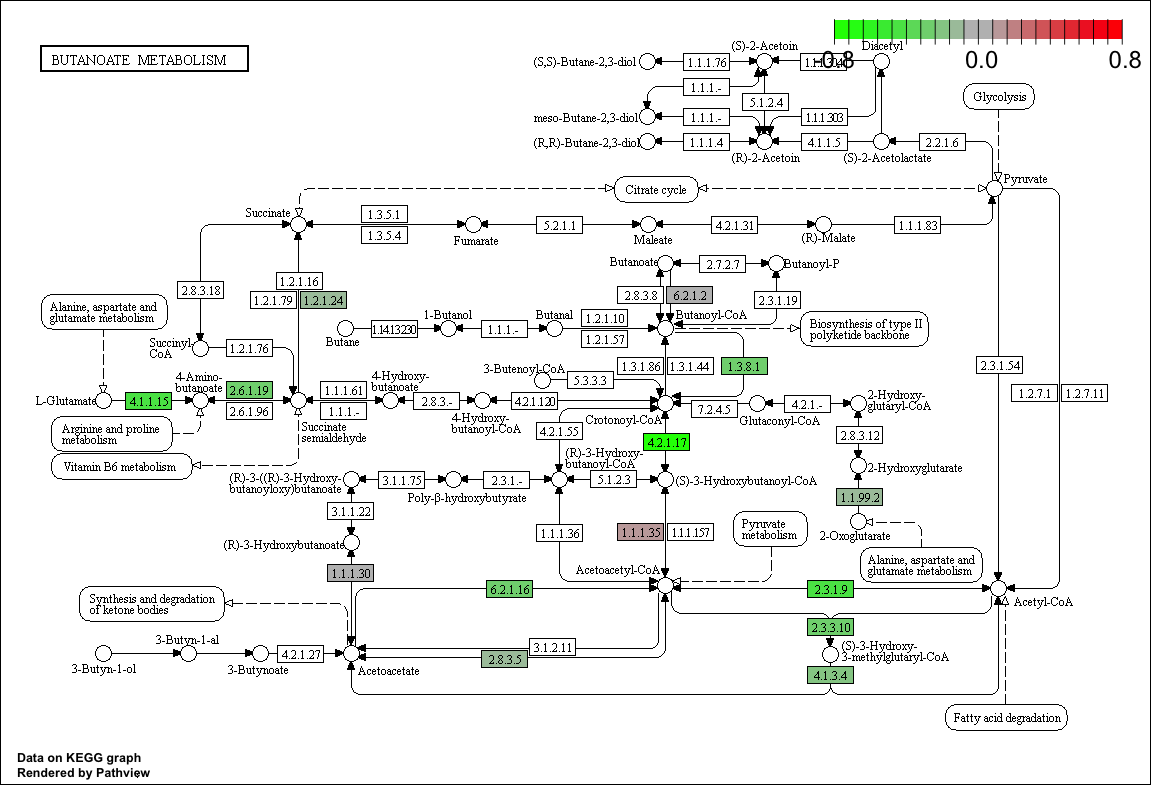 BUTANOATE METABOLISM
-0.8
0.0
0.8
(S)-2-Acetoin
Diacetyl
(S,S)-Butane-2,3-diol
1.1.1.76
1.1.1.304
1.1.1.-
5.1.2.4
Glycolysis
meso-Butane-2,3-diol
1.1.1.-
1.1.1.303
(R,R)-Butane-2,3-diol
1.1.1.4
4.1.1.5
2.2.1.6
(R)-2-Acetoin
(S)-2-Acetolactate
Citrate cycle
Pyruvate
Succinate
1.3.5.1
1.3.5.4
Fumarate
5.2.1.1
Maleate
4.2.1.31
(R)-Malate
1.1.1.83
Butanoate
2.7.2.7
Butanoyl-P
2.8.3.18
1.2.1.16
1.2.1.79
1.2.1.24
2.8.3.8
6.2.1.2
2.3.1.19
Alanine, aspartate and
glutamate metabolism
1-Butanol
Butanal
1.2.1.10
Butanoyl-CoA
Biosynthesis of type II
polyketide backbone
Butane
1.14.13.230
1.1.1.-
1.2.1.57
Succinyl-
CoA
1.2.1.76
3-Butenoyl-CoA
1.3.1.86
1.3.1.44
1.3.8.1
2.3.1.54
5.3.3.3
4-Amino-
butanoate
2.6.1.19
1.1.1.61
4-Hydroxy-
butanoate
1.2.7.1
1.2.7.11
L-Glutamate
4.1.1.15
2.6.1.96
1.1.1.-
2.8.3.-
4.2.1.120
7.2.4.5
4.2.1.-
2-Hydroxy-
glutaryl-CoA
4-Hydroxy-
butanoyl-CoA
Crotonoyl-CoA
Glutaconyl-CoA
Arginine and proline
metabolism
Succinate
semialdehyde
4.2.1.55
4.2.1.17
2.8.3.12
Vitamin B6 metabolism
(R)-3-Hydroxy-
butanoyl-CoA
2-Hydroxyglutarate
(R)-3-((R)-3-Hydroxy-
butanoyloxy)butanoate
3.1.1.75
2.3.1.-
5.1.2.3
(S)-3-Hydroxybutanoyl-CoA
Poly-β-hydroxybutyrate
1.1.99.2
3.1.1.22
1.1.1.36
1.1.1.35
1.1.1.157
Pyruvate
metabolism
2-Oxoglutarate
(R)-3-Hydroxybutanoate
Alanine, aspartate and
glutamate metabolism
1.1.1.30
Acetoacetyl-CoA
6.2.1.16
2.3.1.9
Acetyl-CoA
Synthesis and degradation
of ketone bodies
2.3.3.10
3-Butyn-1-al
3.1.2.11
(S)-3-Hydroxy-
3-methylglutaryl-CoA
3-Butyn-1-ol
3-Butynoate
4.2.1.27
Acetoacetate
2.8.3.5
4.1.3.4
Fatty acid degradation
Data on KEGG graph
Rendered by Pathview